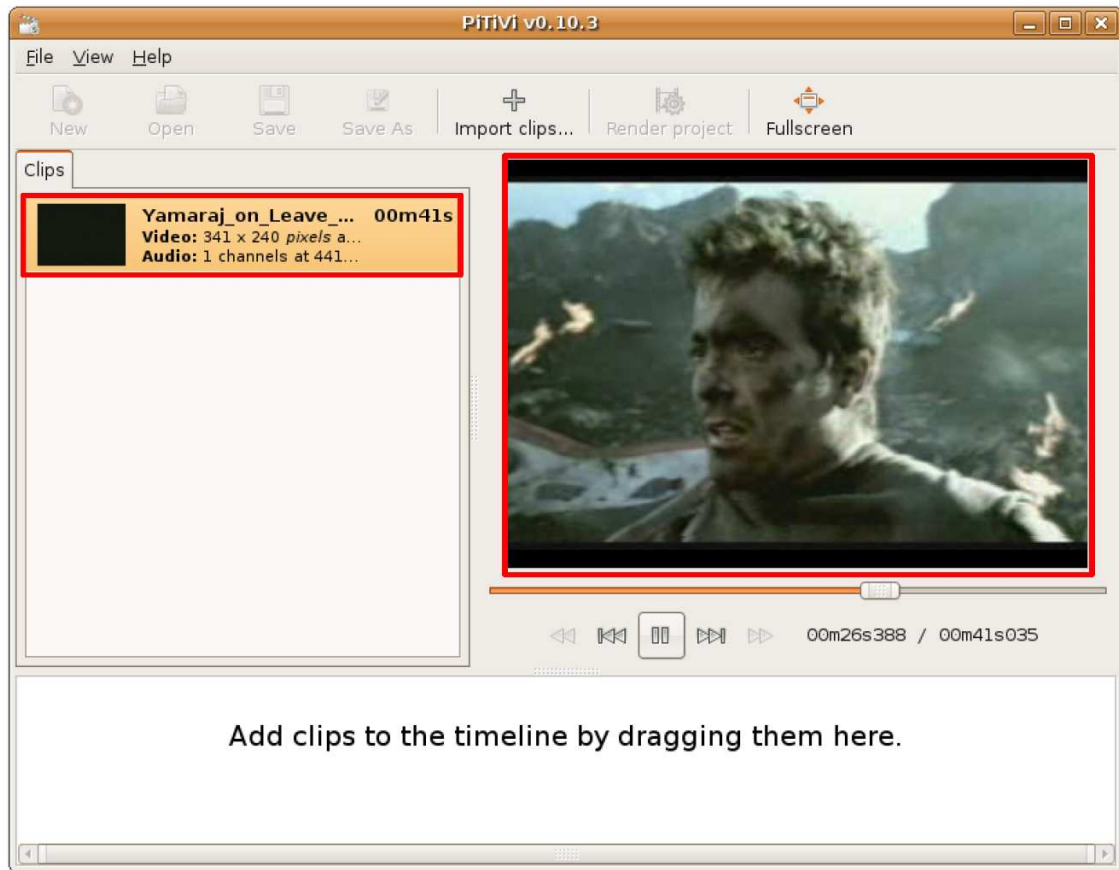 PiTiVi v0.10.3
File View Help
New Open Save Save As Import clips... Render project Fullscreen
Clips
Yamaraj_on_Leave_... 00m41s
Video: 341 x 240 pixels a...
Audio: 1 channels at 441...
00m26s388 / 00m41s035
Add clips to the timeline by dragging them here.